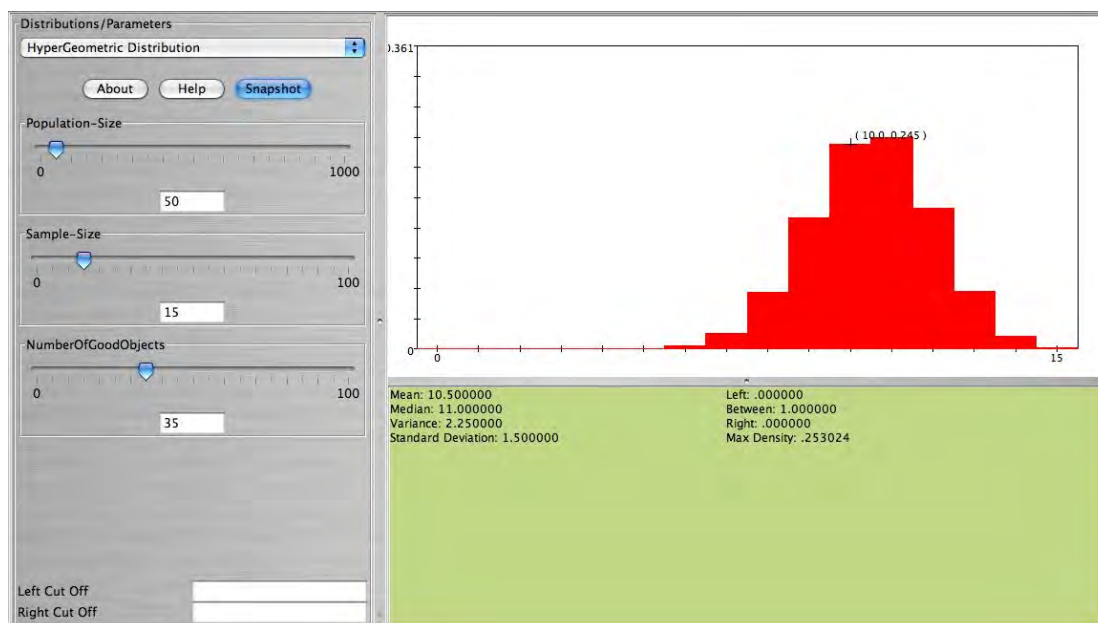 Distributions/Parameters
HyperGeometric Distribution
About Help Snapshot
Population-Size
0 1000
50
Sample-Size
0 100
15
NumberOfGoodObjects
0 100
35
Left Cut Off
Right Cut Off
0.361
( 10.0, 0.245 )
0
0 15
Mean: 10.500000 Left: .000000
Median: 11.000000 Between: 1.000000
Variance: 2.250000 Right: .000000
Standard Deviation: 1.500000 Max Density: .253024